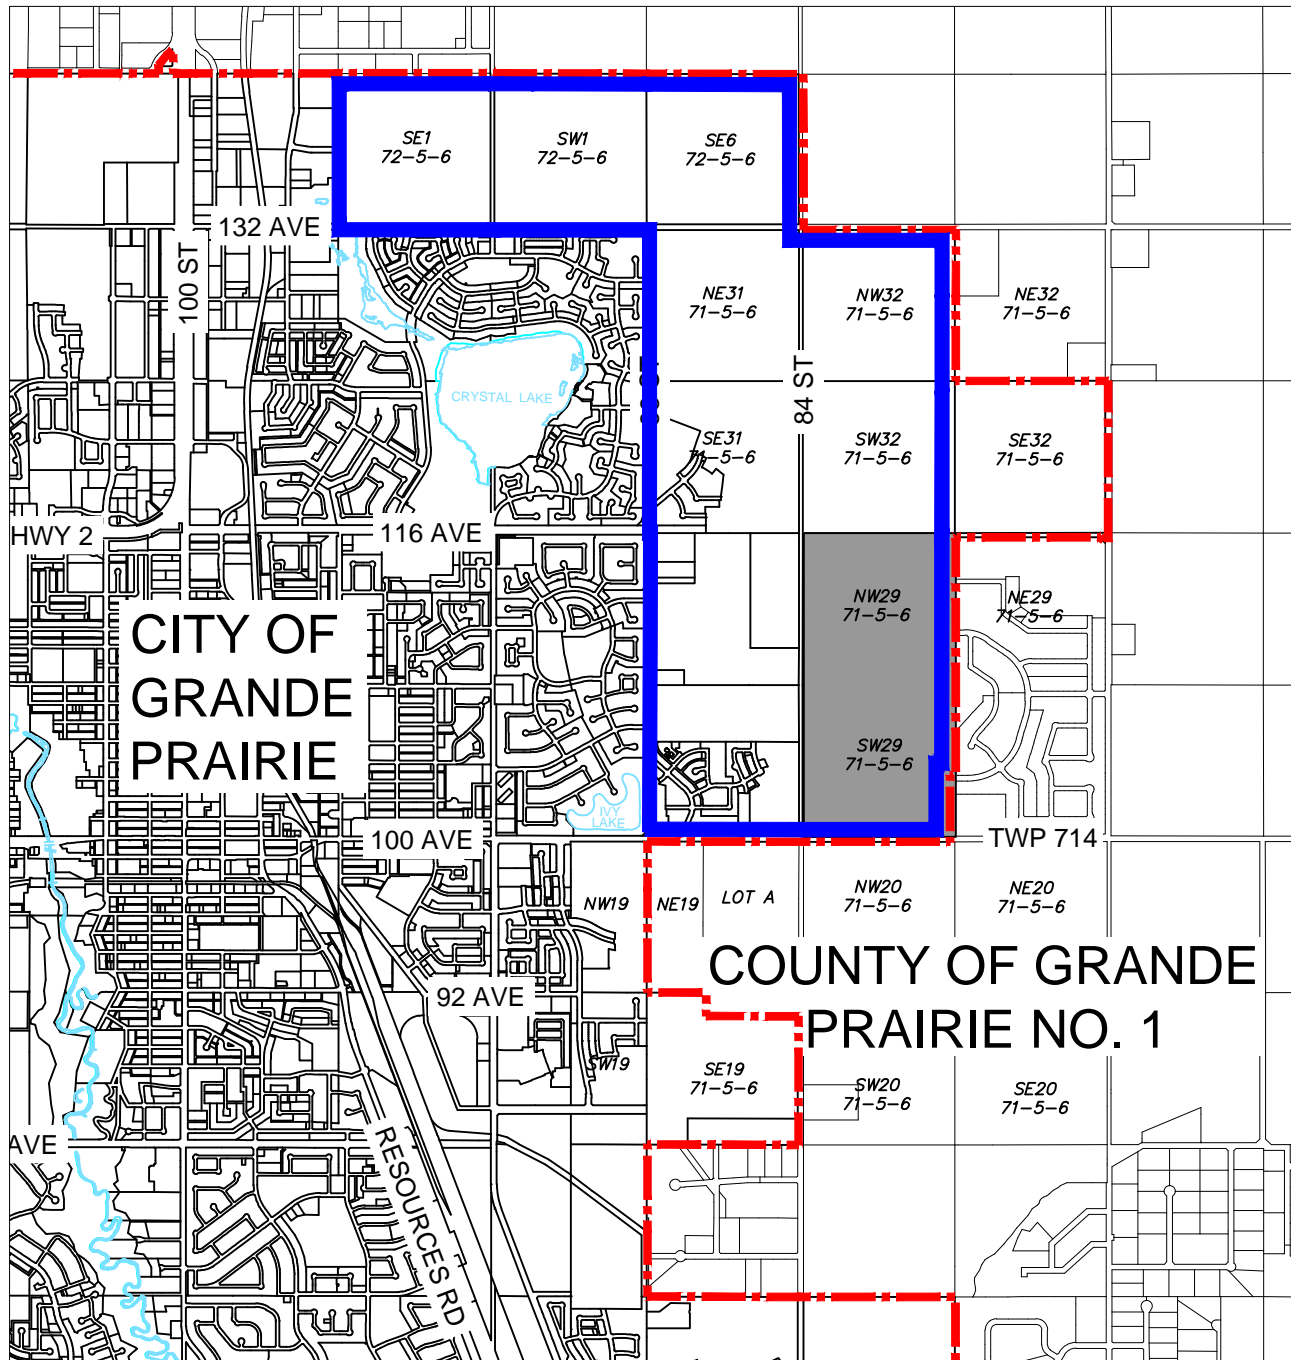 SE1
72-5-6
SW1
72-5-6
SE6
72-5-6
132 AVE
100 ST
NE31
71-5-6
NW32
71-5-6
NE32
71-5-6
CRYSTAL LAKE
84 ST
SE31
71-5-6
SW32
71-5-6
SE32
71-5-6
HWY 2
116 AVE
CITY OF
GRANDE
PRAIRIE
NW29
71-5-6
NE29
71-5-6
SW29
71-5-6
IVY
LAKE
100 AVE
TWP 714
NW19
NE19
LOT A
NW20
71-5-6
NE20
71-5-6
COUNTY OF GRANDE
PRAIRIE NO. 1
92 AVE
SW19
SE19
71-5-6
SW20
71-5-6
SE20
71-5-6
AVE
RESOURCES RD